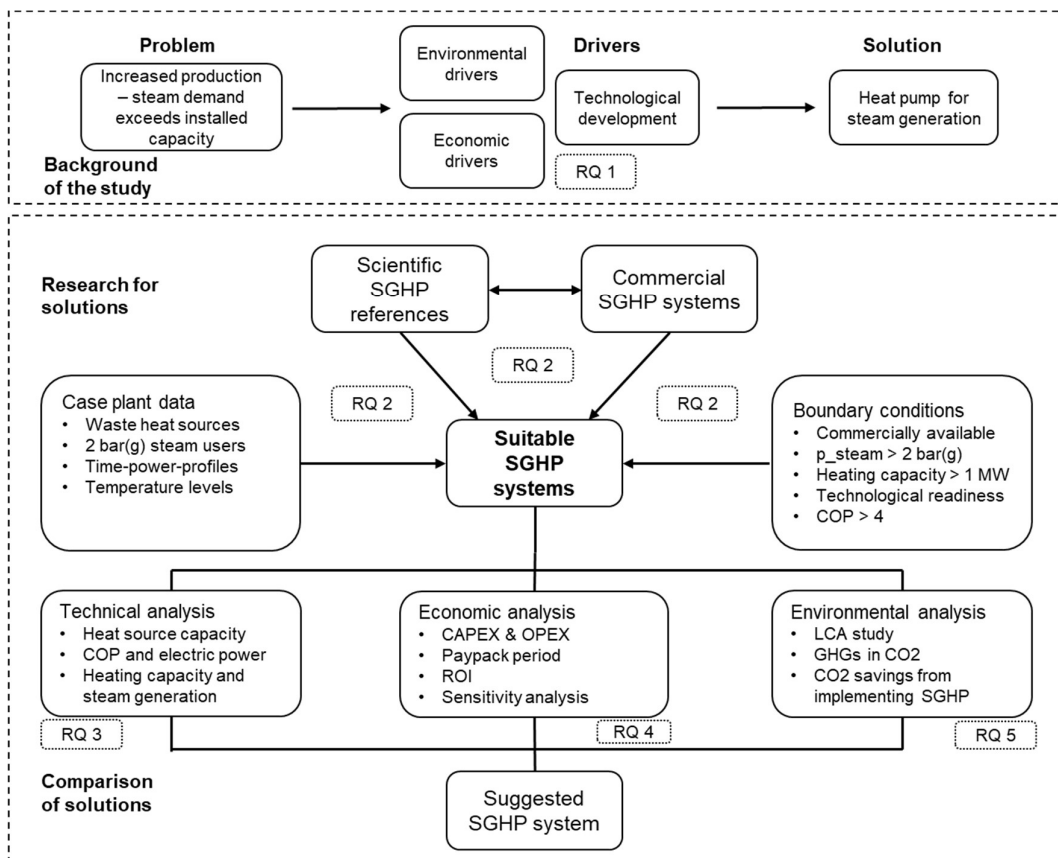 Problem
Increased production
– steam demand
exceeds installed
capacity
Background
of the study
Environmental
drivers
Economic
drivers
Drivers
Technological
development
RQ 1
Solution
Heat pump for
steam generation
Research for
solutions
Scientific
SGHP
references
Commercial
SGHP systems
RQ 2
RQ 2
RQ 2
Case plant data
• Waste heat sources
• 2 bar(g) steam users
• Time-power-profiles
• Temperature levels
Suitable
SGHP
systems
Boundary conditions
• Commercially available
• p_steam > 2 bar(g)
• Heating capacity > 1 MW
• Technological readiness
• COP > 4
Technical analysis
• Heat source capacity
• COP and electric power
• Heating capacity and
steam generation
RQ 3
Economic analysis
• CAPEX & OPEX
• Paypack period
• ROI
• Sensitivity analysis
RQ 4
Environmental analysis
• LCA study
• GHGs in CO2
• CO2 savings from
implementing SGHP
RQ 5
Comparison
of solutions
Suggested
SGHP system